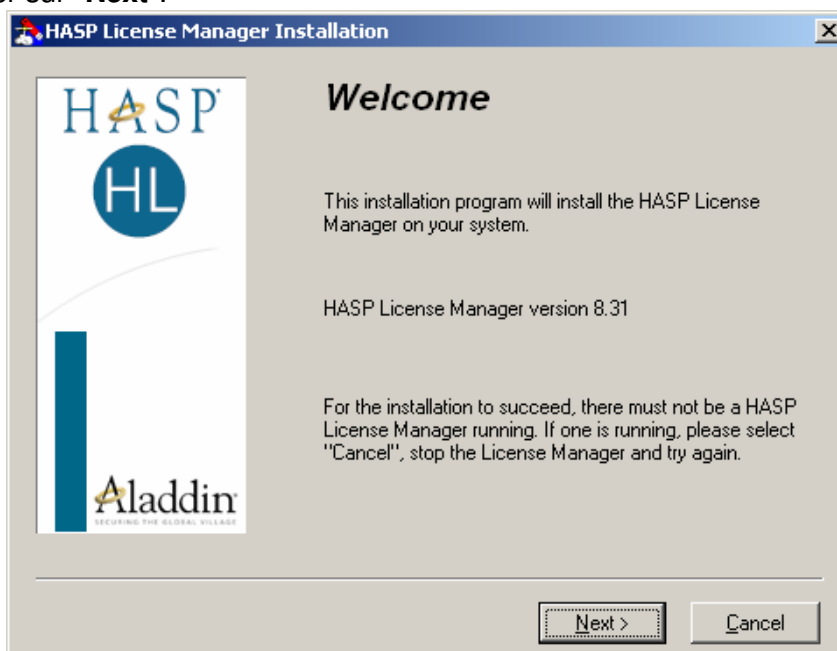 "Next".
HASP License Manager Installation
HASP
HL
Aladdin
SECURING THE GLOBAL VILLAGE
Welcome
This installation program will install the HASP License
Manager on your system.
HASP License Manager version 8.31
For the installation to succeed, there must not be a HASP
License Manager running. If one is running, please select
"Cancel", stop the License Manager and try again.
Next >
Cancel